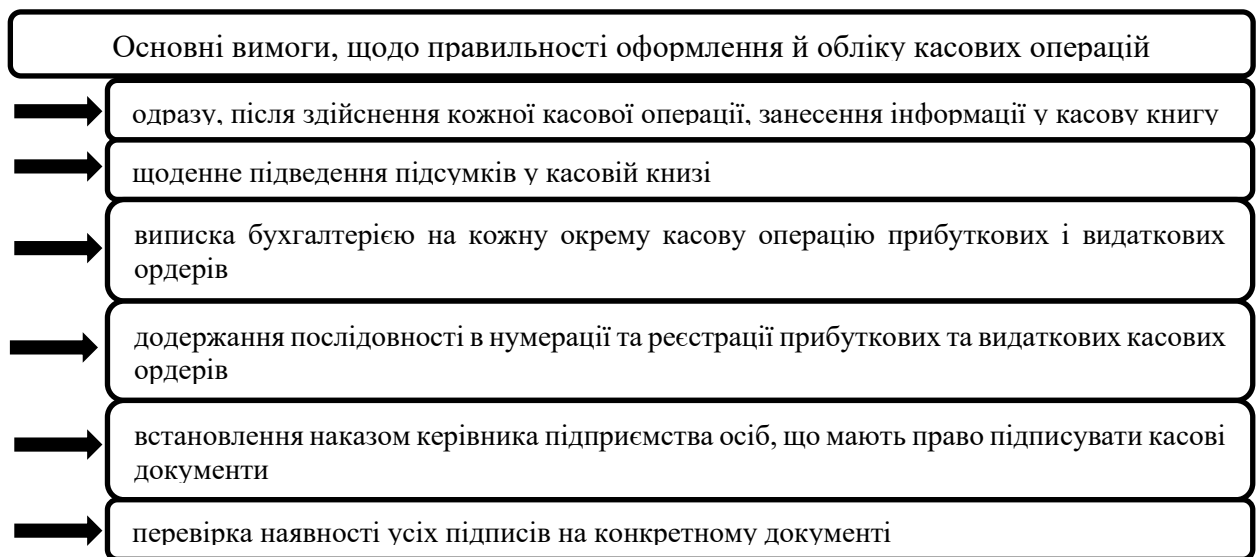 Основні вимоги, щодо правильності оформлення й обліку касових операцій
одразу, після здійснення кожної касової операції, занесення інформації у касову книгу
щоденне підведення підсумків у касовій книзі
виписка бухгалтерією на кожну окрему касову операцію прибуткових і видаткових
ордерів
додержання послідовності в нумерації та реєстрації прибуткових та видаткових касових
ордерів
встановлення наказом керівника підприємства осіб, що мають право підписувати касові
документи
перевірка наявності усіх підписів на конкретному документі